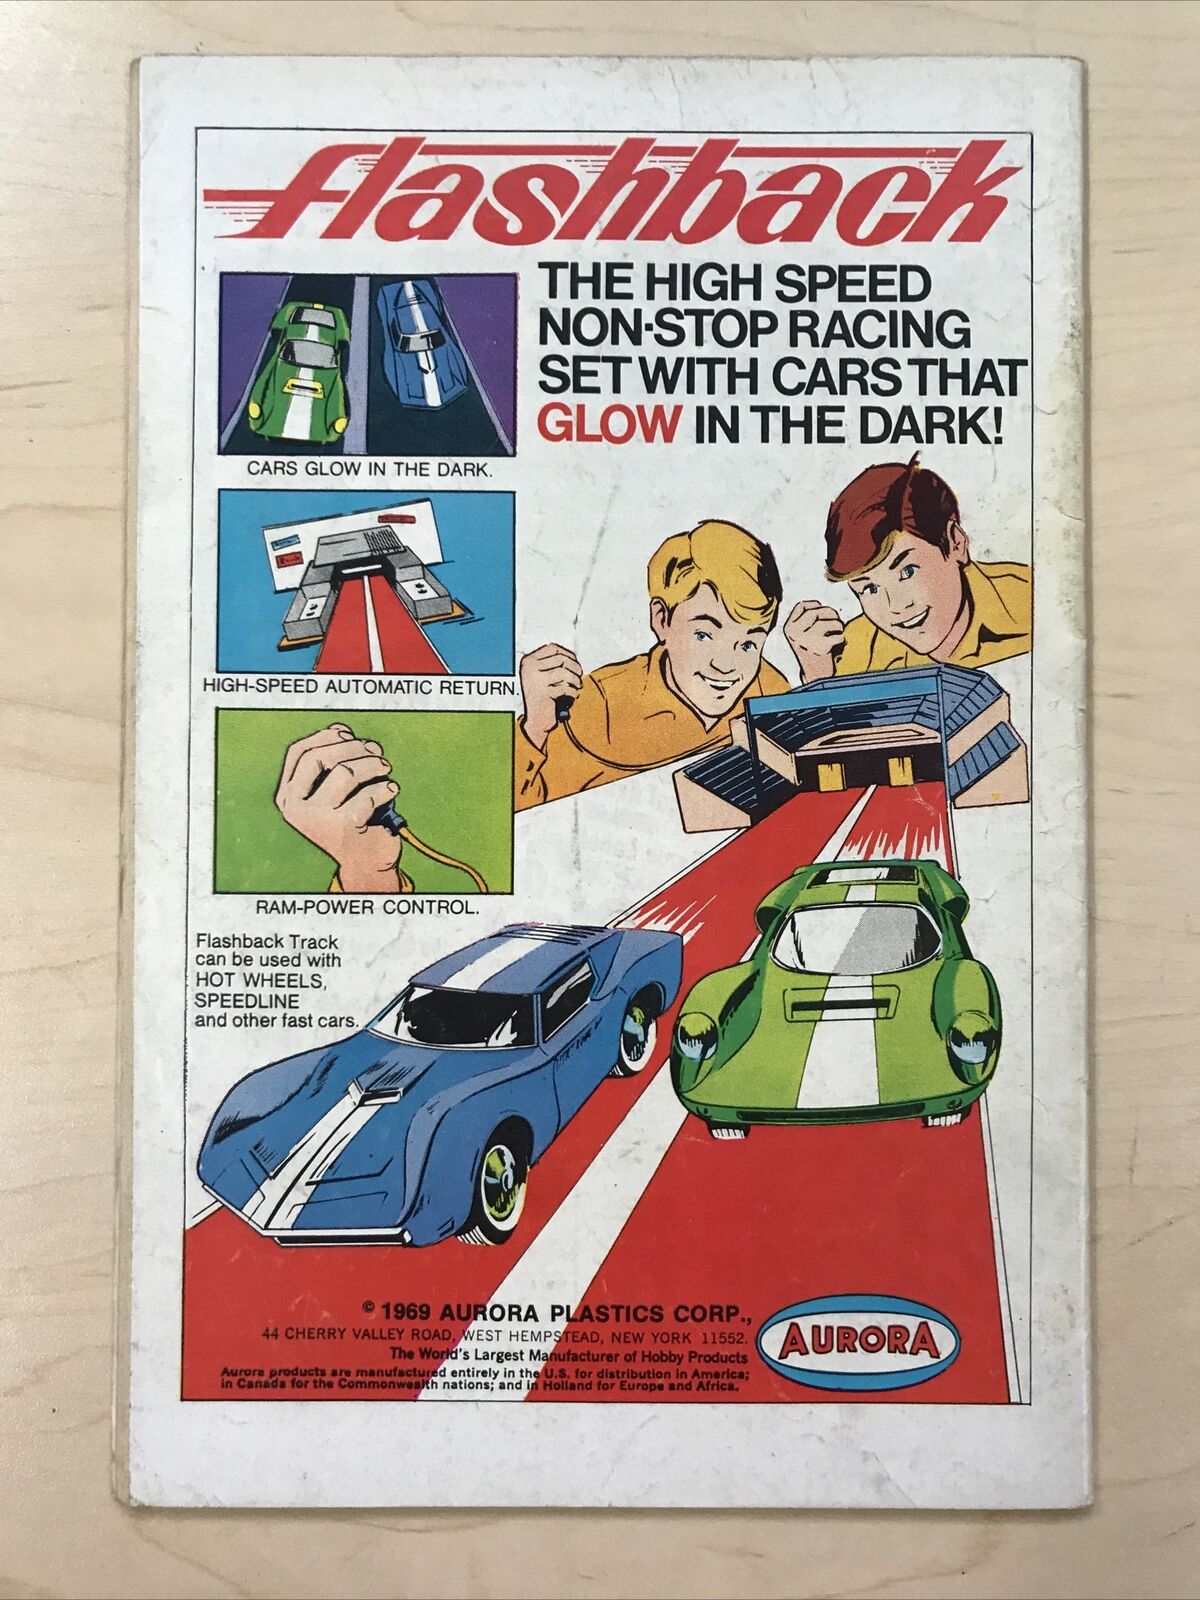 flashback
THE HIGH SPEED
NON-STOP RACING
SET WITH CARS THAT
GLOW IN THE DARK!
CARS GLOW IN THE DARK.
HIGH-SPEED AUTOMATIC RETURN.
RAM-POWER CONTROL.
Flashback Track
can be used with
HOT WHEELS,
SPEEDLINE
and other fast cars.
© 1969 AURORA PLASTICS CORP.,
44 CHERRY VALLEY ROAD, WEST HEMPSTEAD, NEW YORK 11552.
The World's Largest Manufacturer of Hobby Products
Aurora products are manufactured entirely in the U.S. for distribution in America;
in Canada for the Commonwealth nations; and in Holland for Europe and Africa.
AURORA